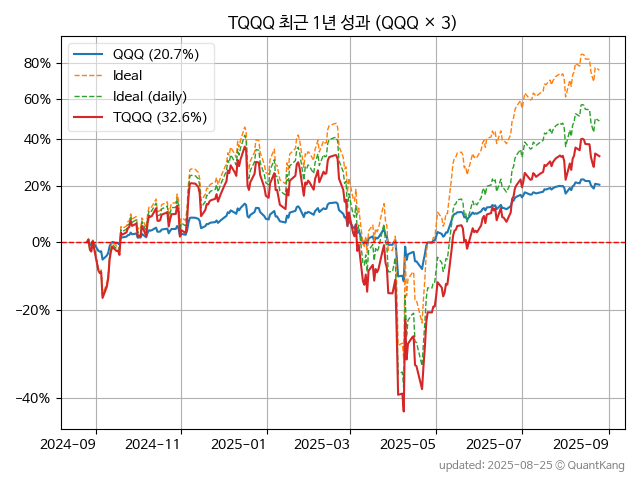 TQQQ 최근 1년 성과 (QQQ × 3)
80%
60%
40%
20%
0%
−20%
−40%
QQQ (20.7%)
Ideal
Ideal (daily)
TQQQ (32.6%)
2024−09
2024−11
2025−01
2025−03
2025−05
2025−07
2025−09
updated: 2025-08-25 © QuantKang